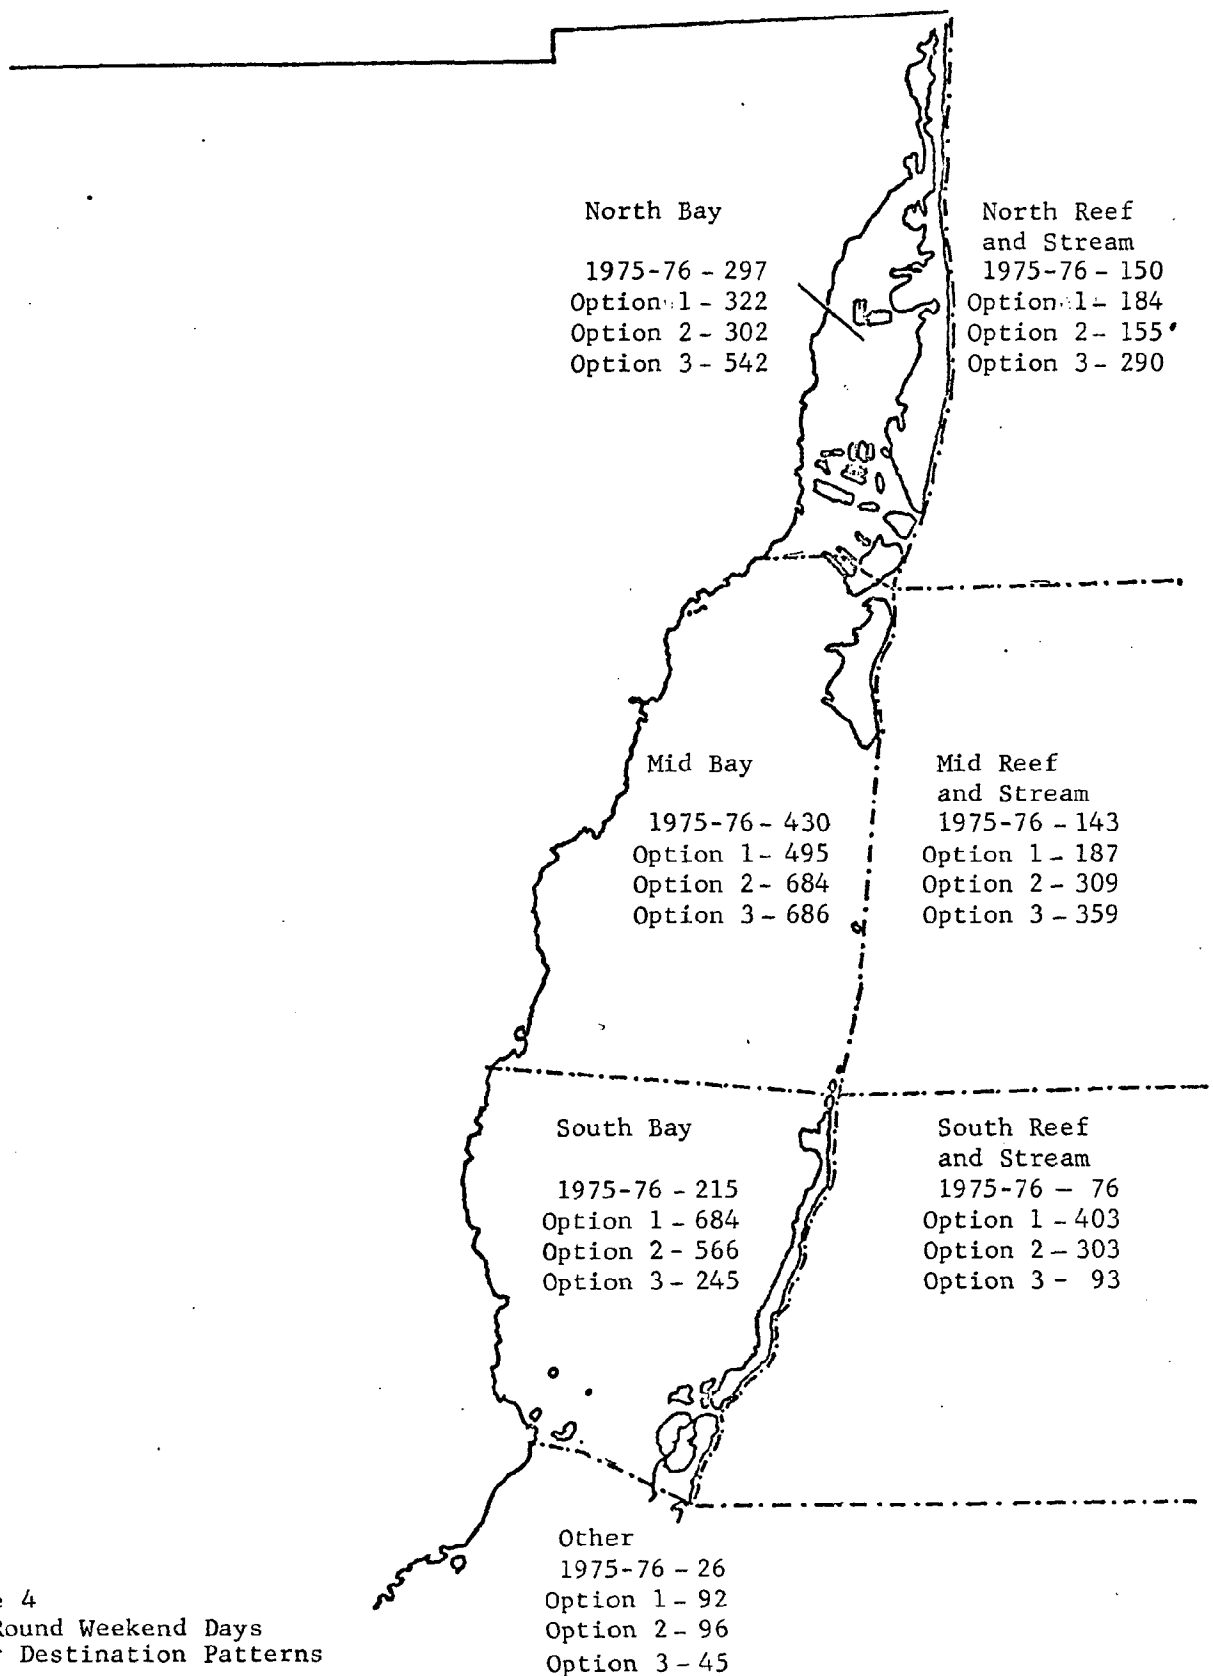 North Bay
1975-76 - 297
Option 1 - 322
Option 2 - 302
Option 3 - 542
North Reef
and Stream
1975-76 - 150
Option 1 - 184
Option 2 - 155
Option 3 - 290
Mid Bay
1975-76 - 430
Option 1 - 495
Option 2 - 684
Option 3 - 686
Mid Reef
and Stream
1975-76 - 143
Option 1 - 187
Option 2 - 309
Option 3 - 359
South Bay
1975-76 - 215
Option 1 - 684
Option 2 - 566
Option 3 - 245
South Reef
and Stream
1975-76 - 76
Option 1 - 403
Option 2 - 303
Option 3 - 93
Other
1975-76 - 26
Option 1 - 92
Option 2 - 96
Option 3 - 45
4
Round Weekend Days
Destination Patterns